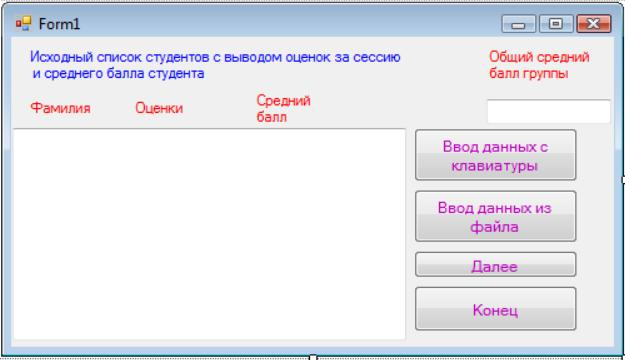 Form1
Исходный список студентов с выводом оценок за сессию
и среднего балла студента
Общий средний
балл группы
Фамилия
Оценки
Средний
балл
Ввод данных с
клавиатуры
Ввод данных из
файла
Далее
Конец